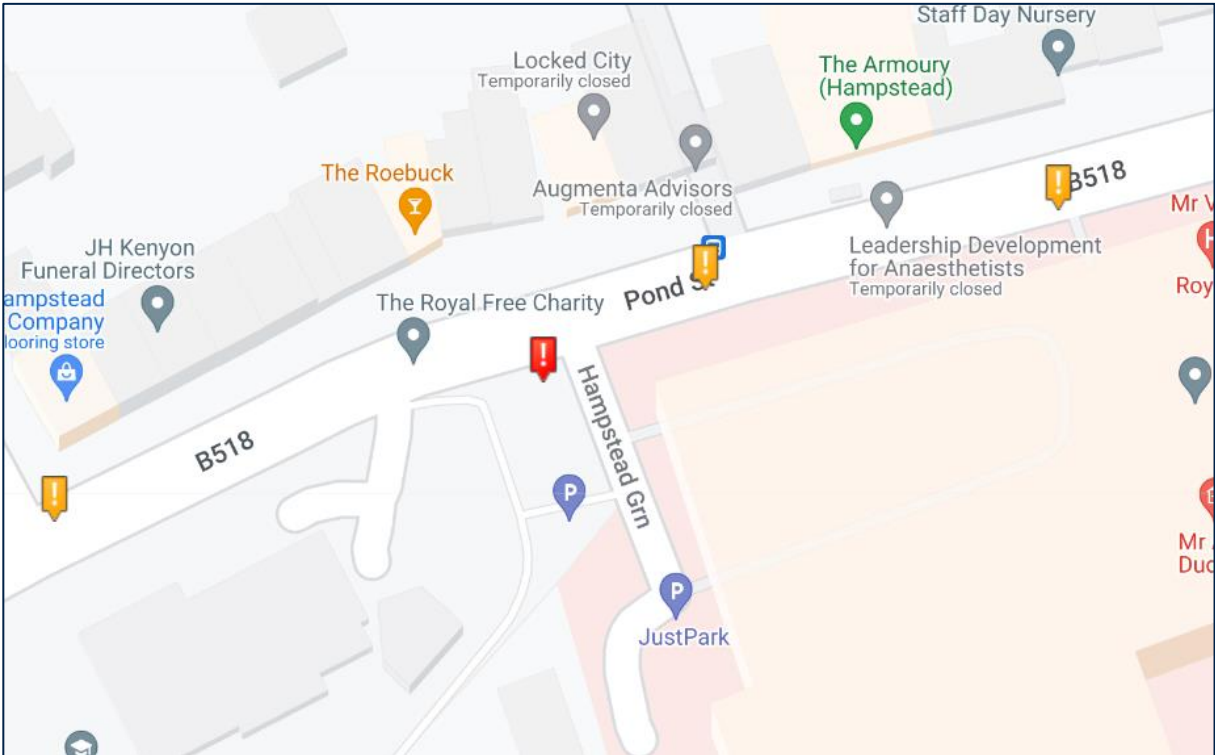 Staff Day Nursery
Locked City
Temporarily closed
The Armoury
(Hampstead)
The Roebuck
Augmenta Advisors
Temporarily closed
B518
Mr V
JH Kenyon
Funeral Directors
Leadership Development
for Anaesthetists
Temporarily closed
Roy
ampstead
Company
looring store
The Royal Free Charity
Pond
Hampstead Grn
B518
P
P
JustPark
Mr
Duc